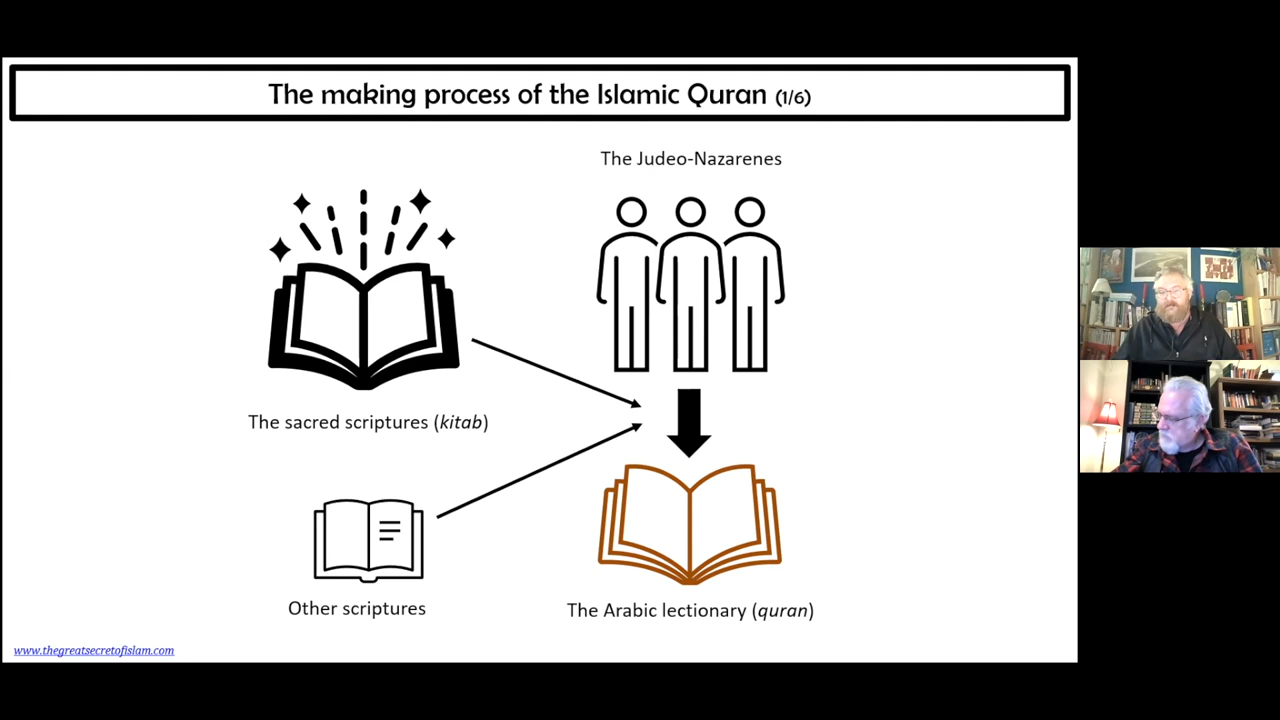 The making process of the Islamic Quran (1/6)
The Judeo-Nazarenes
The sacred scriptures (kitab)
Other scriptures
The Arabic lectionary (quran)
www.thegreatsecretofislam.com